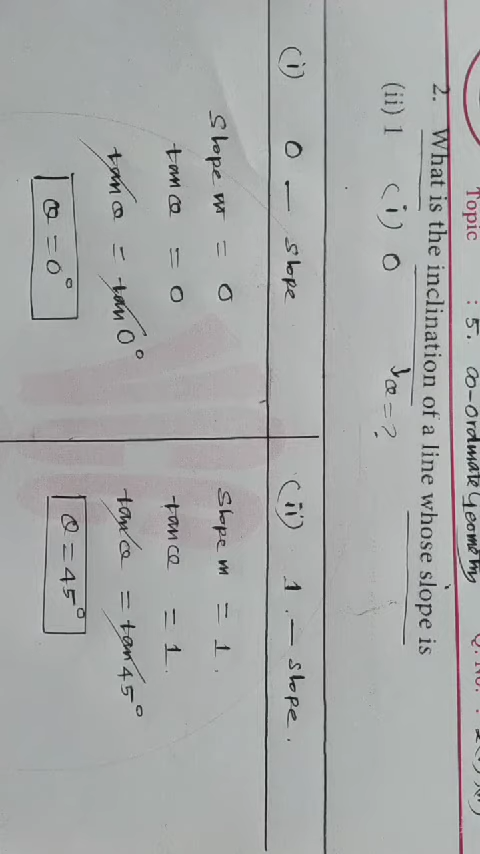 Topic : 5. co-ordinate Geometry
2. What is the inclination of a line whose slope is
(ii) 1 (i) 0 θ = ?
(i) 0 — slope
Slope m = 0
tan θ = 0
tan θ = tan 0°
θ = 0°
(ii) 1. — slope.
Slope m = 1.
tan θ = 1.
tan θ = tan 45°
θ = 45°